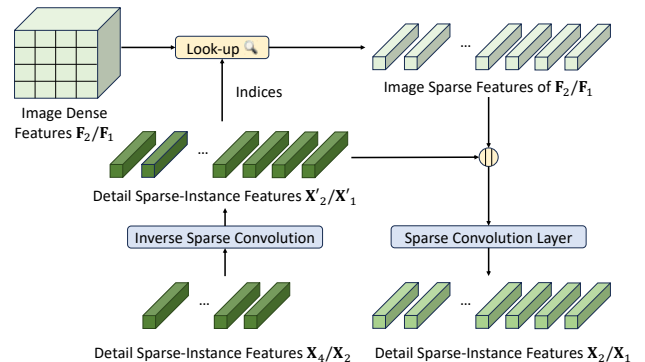 Look-up
...
Indices
Image Dense
Features F₂/F₁
Image Sparse Features of F₂/F₁
...
||
Detail Sparse-Instance Features X′₂/X′₁
Inverse Sparse Convolution
Sparse Convolution Layer
...
...
Detail Sparse-Instance Features X₄/X₂
Detail Sparse-Instance Features X₂/X₁